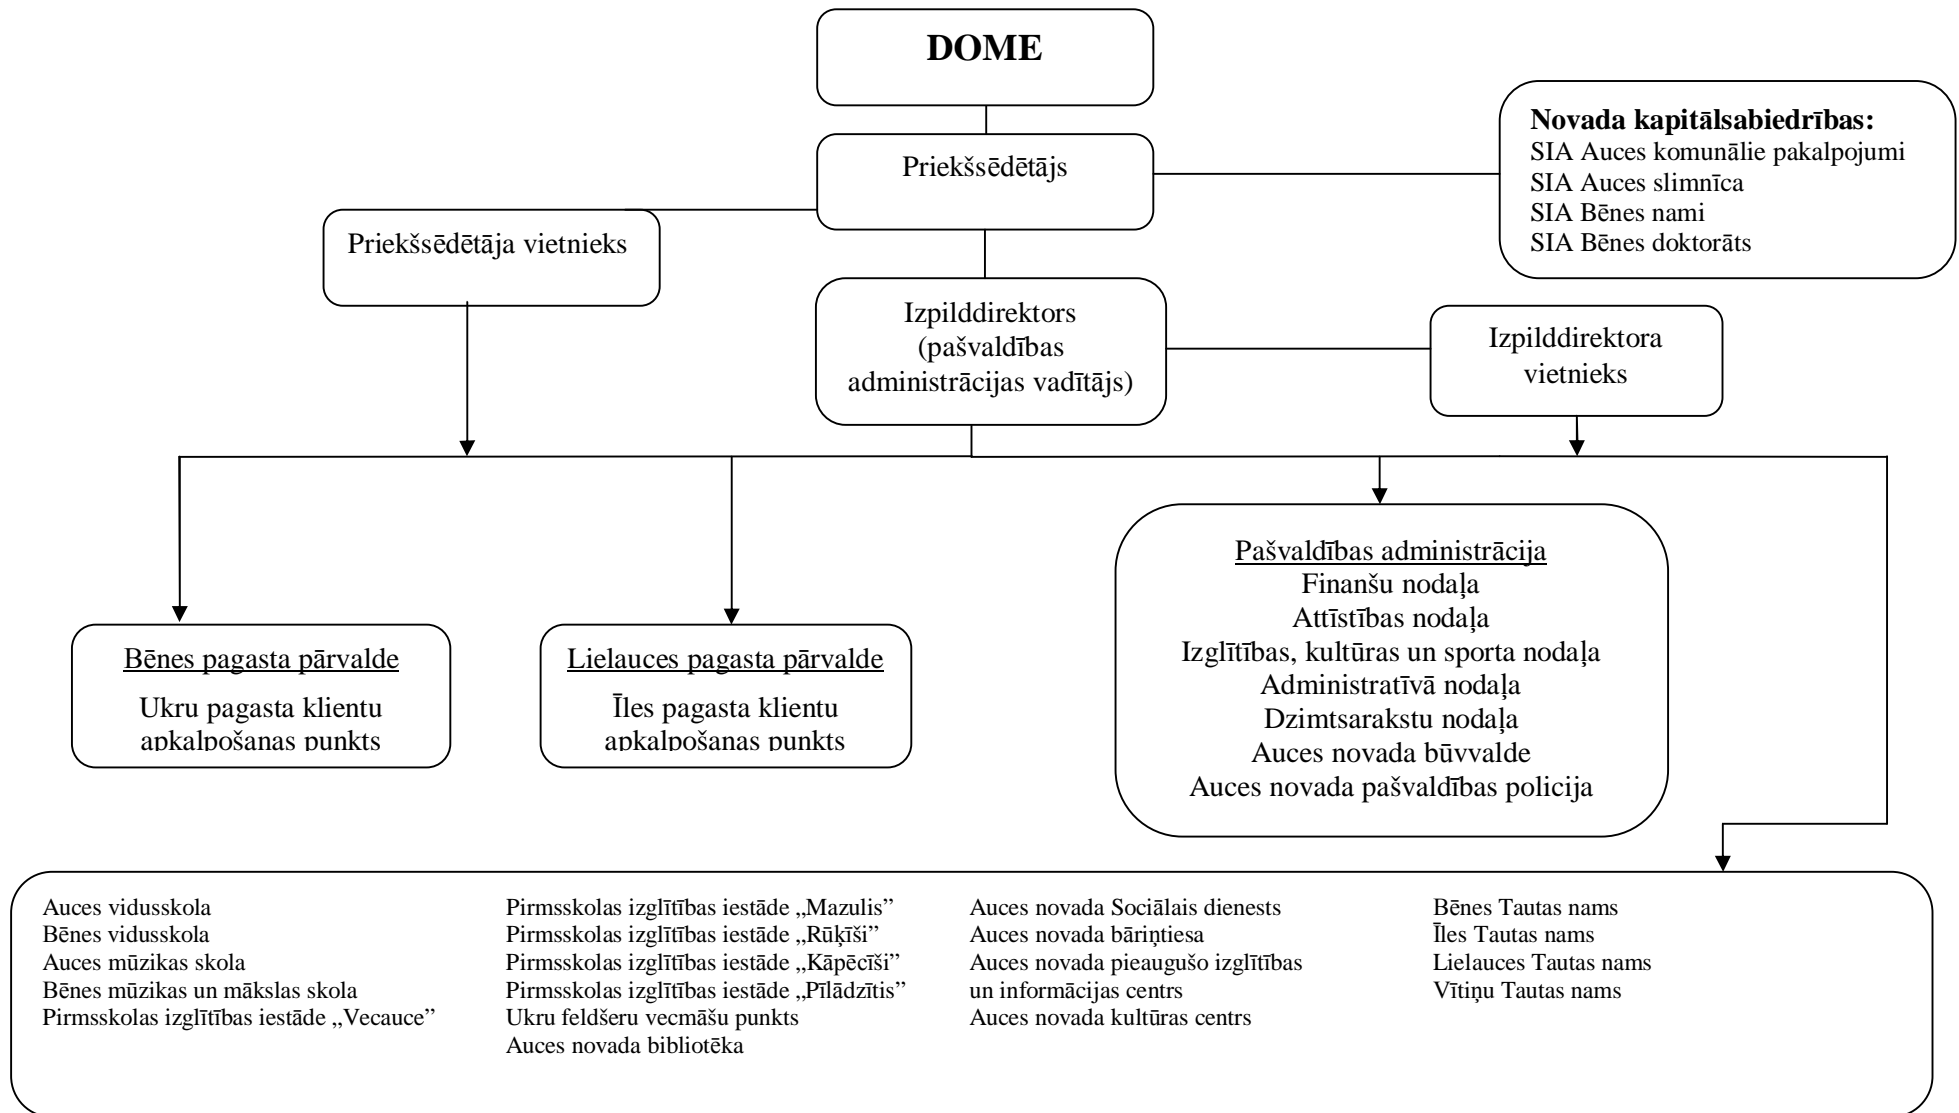 DOME
Priekšsēdētājs
Novada kapitālsabiedrības:
SIA Auces komunālie pakalpojumi
SIA Auces slimnīca
SIA Bēnes nami
SIA Bēnes doktorāts
Priekšsēdētāja vietnieks
Izpilddirektors
(pašvaldības
administrācijas vadītājs)
Izpilddirektora
vietnieks
Bēnes pagasta pārvalde
Ukru pagasta klientu
apkalpošanas punkts
Lielauces pagasta pārvalde
Īles pagasta klientu
apkalpošanas punkts
Pašvaldības administrācija
Finanšu nodaļa
Attīstības nodaļa
Izglītības, kultūras un sporta nodaļa
Administratīvā nodaļa
Dzimtsarakstu nodaļa
Auces novada būvvalde
Auces novada pašvaldības policija
Auces vidusskola
Bēnes vidusskola
Auces mūzikas skola
Bēnes mūzikas un mākslas skola
Pirmsskolas izglītības iestāde „Vecauce”
Pirmsskolas izglītības iestāde „Mazulis”
Pirmsskolas izglītības iestāde „Rūķīši”
Pirmsskolas izglītības iestāde „Kāpēcīši”
Pirmsskolas izglītības iestāde „Pīlādzītis”
Ukru feldšeru vecmāšu punkts
Auces novada bibliotēka
Auces novada Sociālais dienests
Auces novada bāriņtiesa
Auces novada pieaugušo izglītības
un informācijas centrs
Auces novada kultūras centrs
Bēnes Tautas nams
Īles Tautas nams
Lielauces Tautas nams
Vītiņu Tautas nams